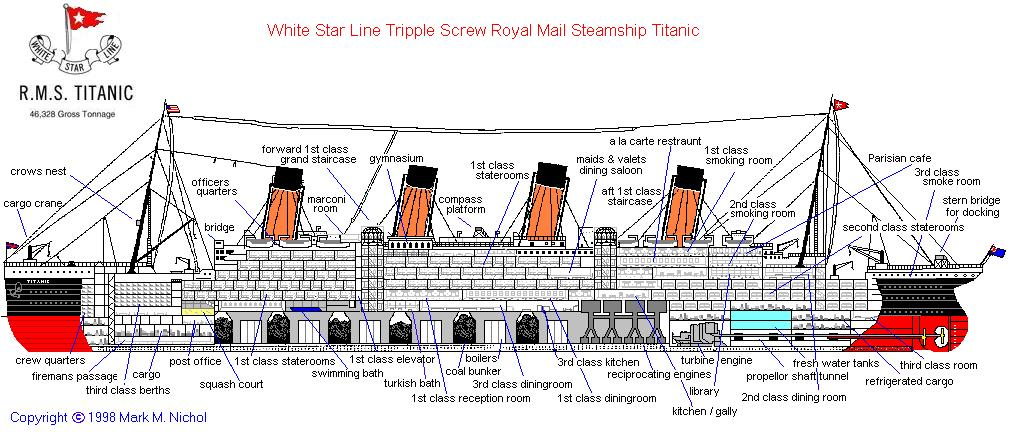 White Star Line Tripple Screw Royal Mail Steamship Titanic
WHITE STAR LINE
R.M.S. TITANIC
46,328 Gross Tonnage
crows nest
cargo crane
officers
quarters
bridge
forward 1st class
grand staircase
marconi
room
gymnasium
compass
platform
1st class
staterooms
maids & valets
dining saloon
a la carte restraunt
aft 1st class
staircase
1st class
smoking room
2nd class
smoking room
Parisian cafe
3rd class
smoke room
stern bridge
for docking
second class staterooms
TITANIC
crew quarters
firemans passage
third class berths
cargo
post office
squash court
1st class staterooms
swimming bath
1st class elevator
turkish bath
coal bunker
boilers
1st class reception room
3rd class diningroom
3rd class kitchen
1st class diningroom
reciprocating engines
kitchen / gally
library
turbine engine
propellor shaft tunnel
2nd class dining room
fresh water tanks
refrigerated cargo
third class room
Copyright © 1998 Mark M. Nichol